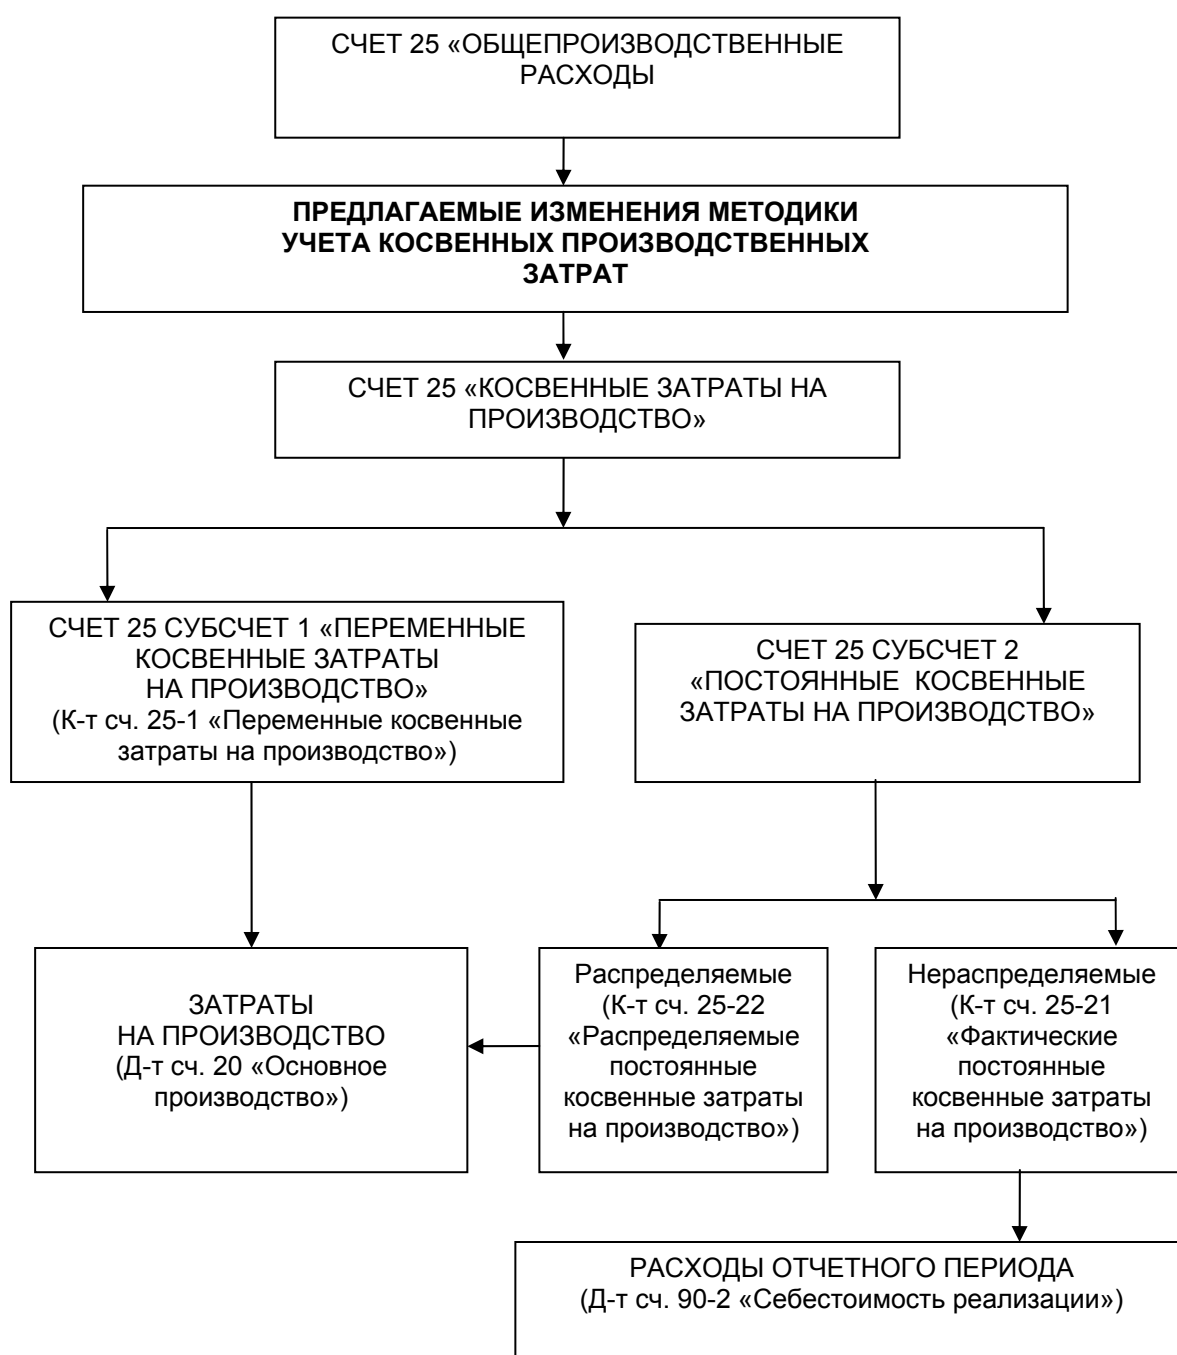 СЧЕТ 25 «ОБЩЕПРОИЗВОДСТВЕННЫЕ
РАСХОДЫ
ПРЕДЛАГАЕМЫЕ ИЗМЕНЕНИЯ МЕТОДИКИ
УЧЕТА КОСВЕННЫХ ПРОИЗВОДСТВЕННЫХ
ЗАТРАТ
СЧЕТ 25 «КОСВЕННЫЕ ЗАТРАТЫ НА
ПРОИЗВОДСТВО»
СЧЕТ 25 СУБСЧЕТ 1 «ПЕРЕМЕННЫЕ
КОСВЕННЫЕ ЗАТРАТЫ
НА ПРОИЗВОДСТВО»
(К-т сч. 25-1 «Переменные косвенные
затраты на производство»)
СЧЕТ 25 СУБСЧЕТ 2
«ПОСТОЯННЫЕ КОСВЕННЫЕ
ЗАТРАТЫ НА ПРОИЗВОДСТВО»
ЗАТРАТЫ
НА ПРОИЗВОДСТВО
(Д-т сч. 20 «Основное
производство»)
Распределяемые
(К-т сч. 25-22
«Распределяемые
постоянные
косвенные затраты
на производство»)
Нераспределяемые
(К-т сч. 25-21
«Фактические
постоянные
косвенные затраты
на производство»)
РАСХОДЫ ОТЧЕТНОГО ПЕРИОДА
(Д-т сч. 90-2 «Себестоимость реализации»)